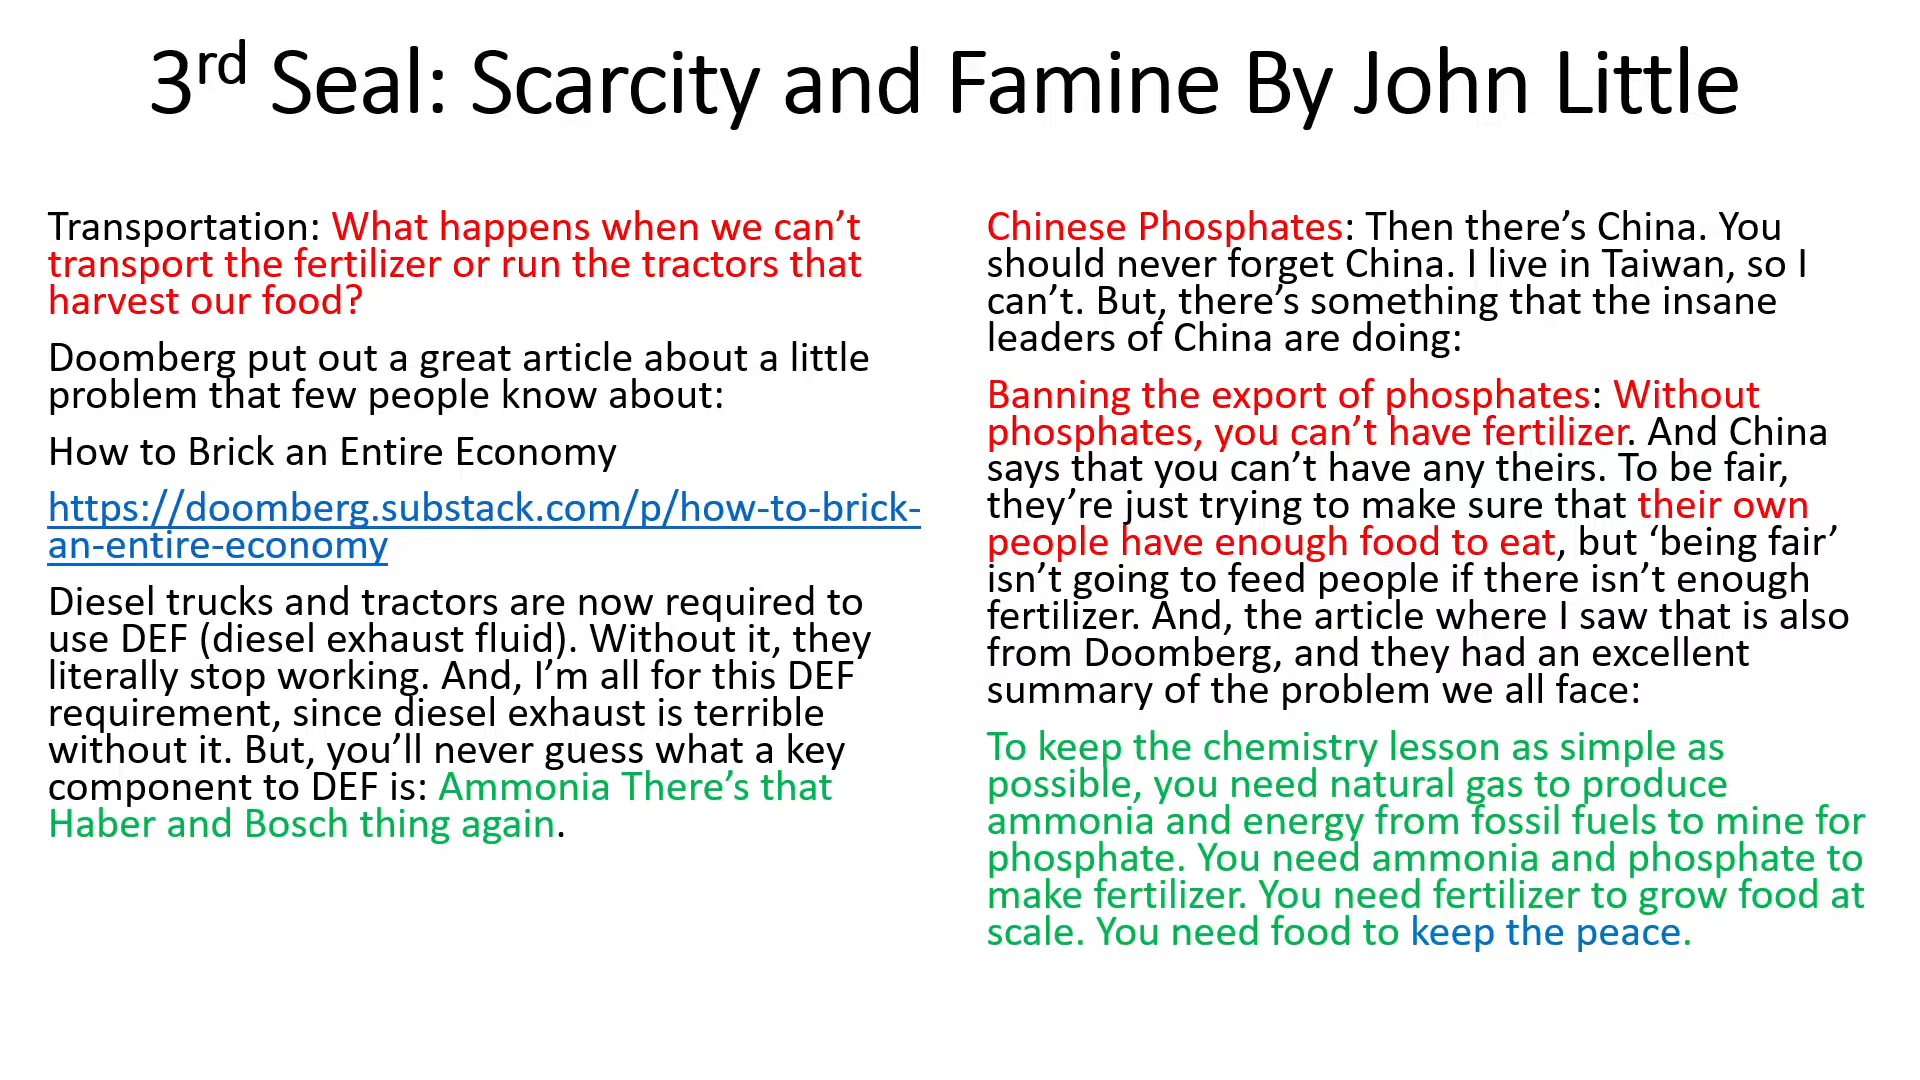 3rd Seal: Scarcity and Famine By John Little
Transportation: What happens when we can’t
transport the fertilizer or run the tractors that
harvest our food?
Doomberg put out a great article about a little
problem that few people know about:
How to Brick an Entire Economy
https://doomberg.substack.com/p/how-to-brick-
an-entire-economy
Diesel trucks and tractors are now required to
use DEF (diesel exhaust fluid). Without it, they
literally stop working. And, I’m all for this DEF
requirement, since diesel exhaust is terrible
without it. But, you’ll never guess what a key
component to DEF is: Ammonia There’s that
Haber and Bosch thing again.
Chinese Phosphates: Then there’s China. You
should never forget China. I live in Taiwan, so I
can’t. But, there’s something that the insane
leaders of China are doing:
Banning the export of phosphates: Without
phosphates, you can’t have fertilizer. And China
says that you can’t have any theirs. To be fair,
they’re just trying to make sure that their own
people have enough food to eat, but ‘being fair’
isn’t going to feed people if there isn’t enough
fertilizer. And, the article where I saw that is also
from Doomberg, and they had an excellent
summary of the problem we all face:
To keep the chemistry lesson as simple as
possible, you need natural gas to produce
ammonia and energy from fossil fuels to mine for
phosphate. You need ammonia and phosphate to
make fertilizer. You need fertilizer to grow food at
scale. You need food to keep the peace.